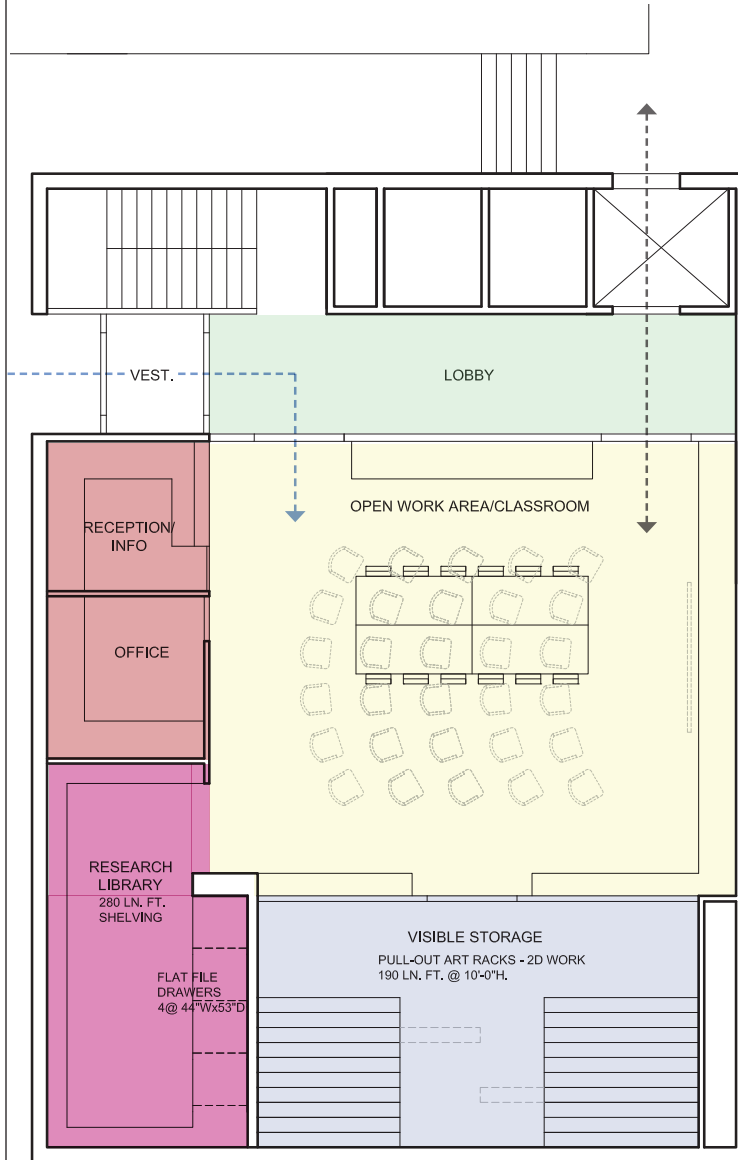 VEST.
LOBBY
OPEN WORK AREA/CLASSROOM
RECEPTION/
INFO
OFFICE
RESEARCH
LIBRARY
280 LN. FT.
SHELVING
FLAT FILE
DRAWERS
4@ 44"Wx53"D
VISIBLE STORAGE
PULL-OUT ART RACKS - 2D WORK
190 LN. FT. @ 10'-0"H.